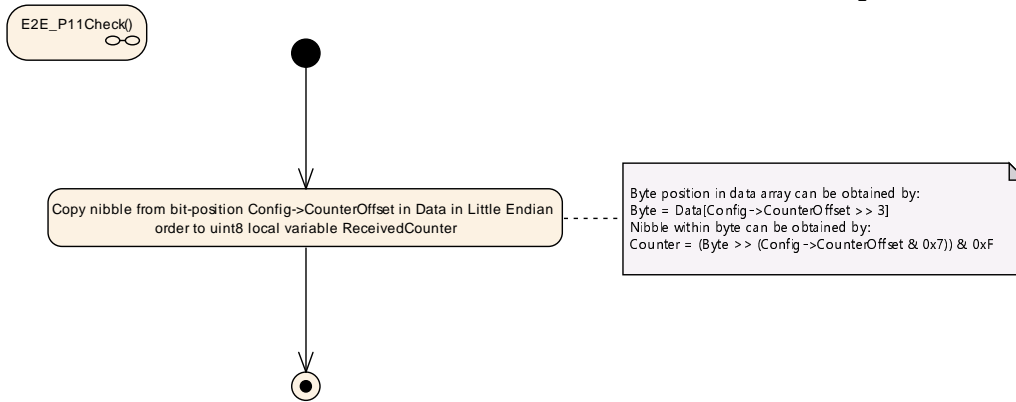 E2E_P11Check()
Copy nibble from bit-position Config->CounterOffset in Data in Little Endian
order to uint8 local variable ReceivedCounter
Byte position in data array can be obtained by:
Byte = Data[Config->CounterOffset >> 3]
Nibble within byte can be obtained by:
Counter = (Byte >> (Config->CounterOffset & 0x7)) & 0xF